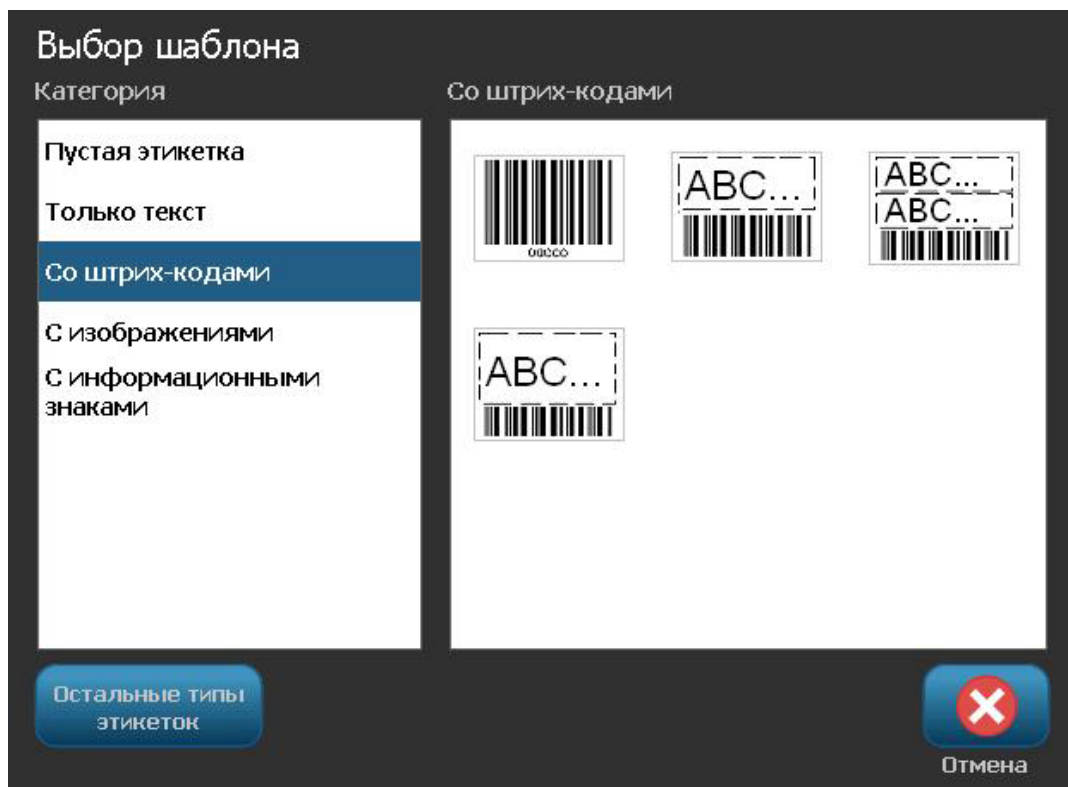 Выбор шаблона
Категория
Со штрих-кодами
Пустая этикетка
Только текст
Со штрих-кодами
С изображениями
С информационными
знаками
00000
ABC...
ABC...
ABC...
ABC...
Остальные типы
этикеток
Отмена